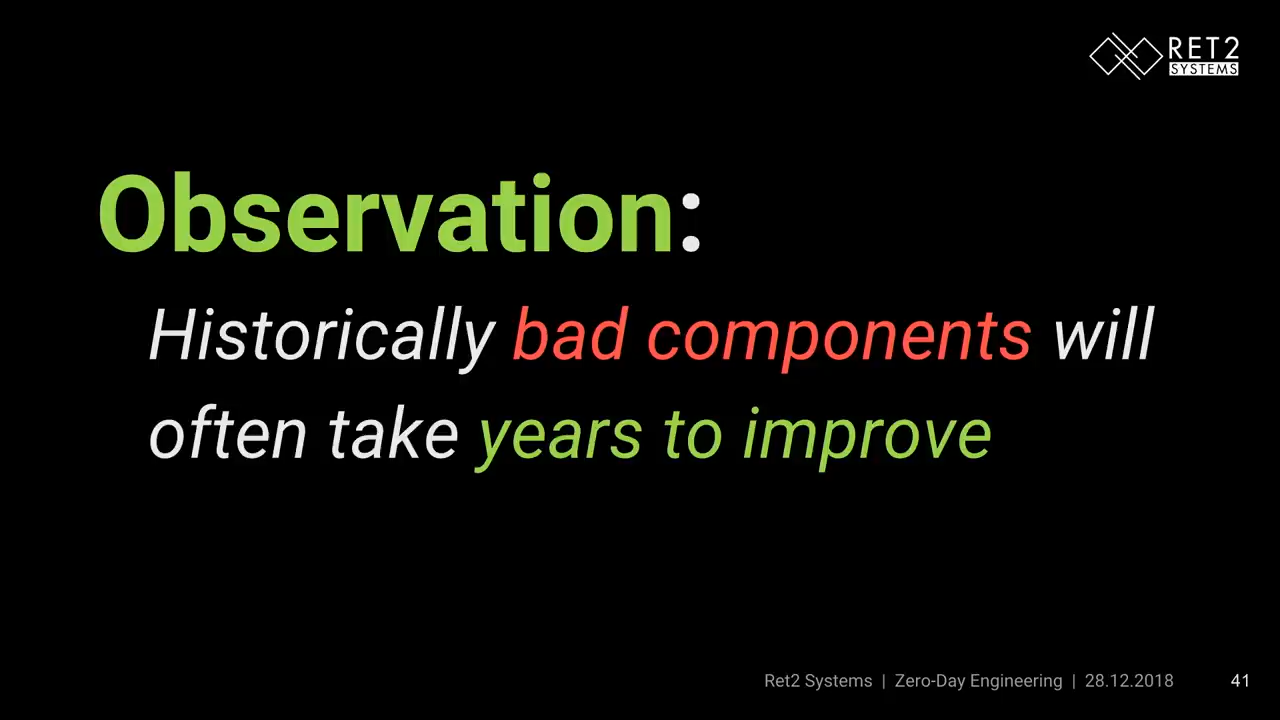 RET2
SYSTEMS
Observation:
Historically bad components will
often take years to improve
Ret2 Systems | Zero-Day Engineering | 28.12.2018 41